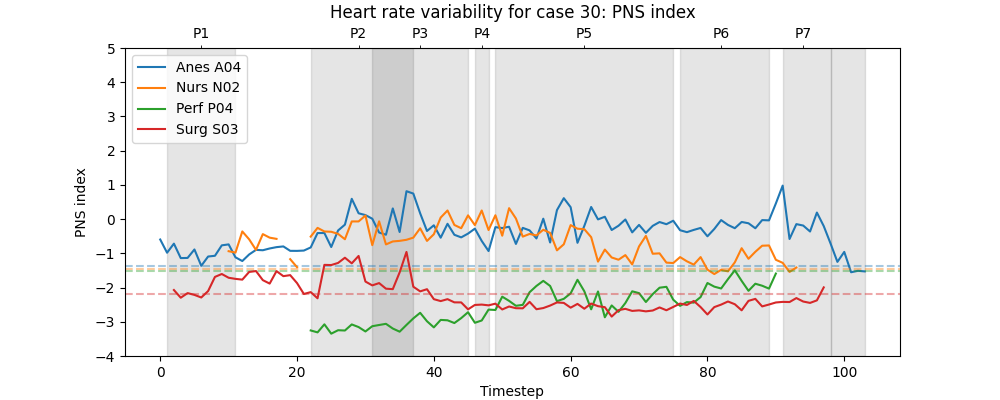 Heart rate variability for case 30: PNS index
P1 P2 P3 P4 P5 P6 P7
Anes A04
Nurs N02
Perf P04
Surg S03
PNS index
5
4
3
2
1
0
−1
−2
−3
−4
0 20 40 60 80 100
Timestep